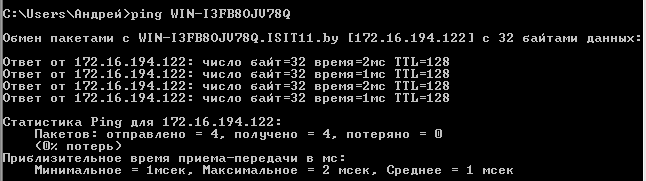 C:\Users\Андрей>ping WIN-I3FB8OJV78Q
Обмен пакетами с WIN-I3FB8OJV78Q.ISIT11.by [172.16.194.122] с 32 байтами данных:
Ответ от 172.16.194.122: число байт=32 время=2мс TTL=128
Ответ от 172.16.194.122: число байт=32 время=1мс TTL=128
Ответ от 172.16.194.122: число байт=32 время=2мс TTL=128
Ответ от 172.16.194.122: число байт=32 время=1мс TTL=128
Статистика Ping для 172.16.194.122:
Пакетов: отправлено = 4, получено = 4, потеряно = 0
(0% потерь)
Приблизительное время приема-передачи в мс:
Минимальное = 1мсек, Максимальное = 2 мсек, Среднее = 1 мсек